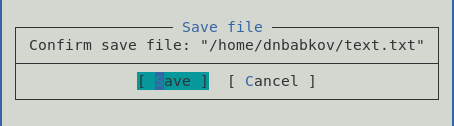 Save file
Confirm save file: "/home/dnbabkov/text.txt"
[ Save ] [ Cancel ]